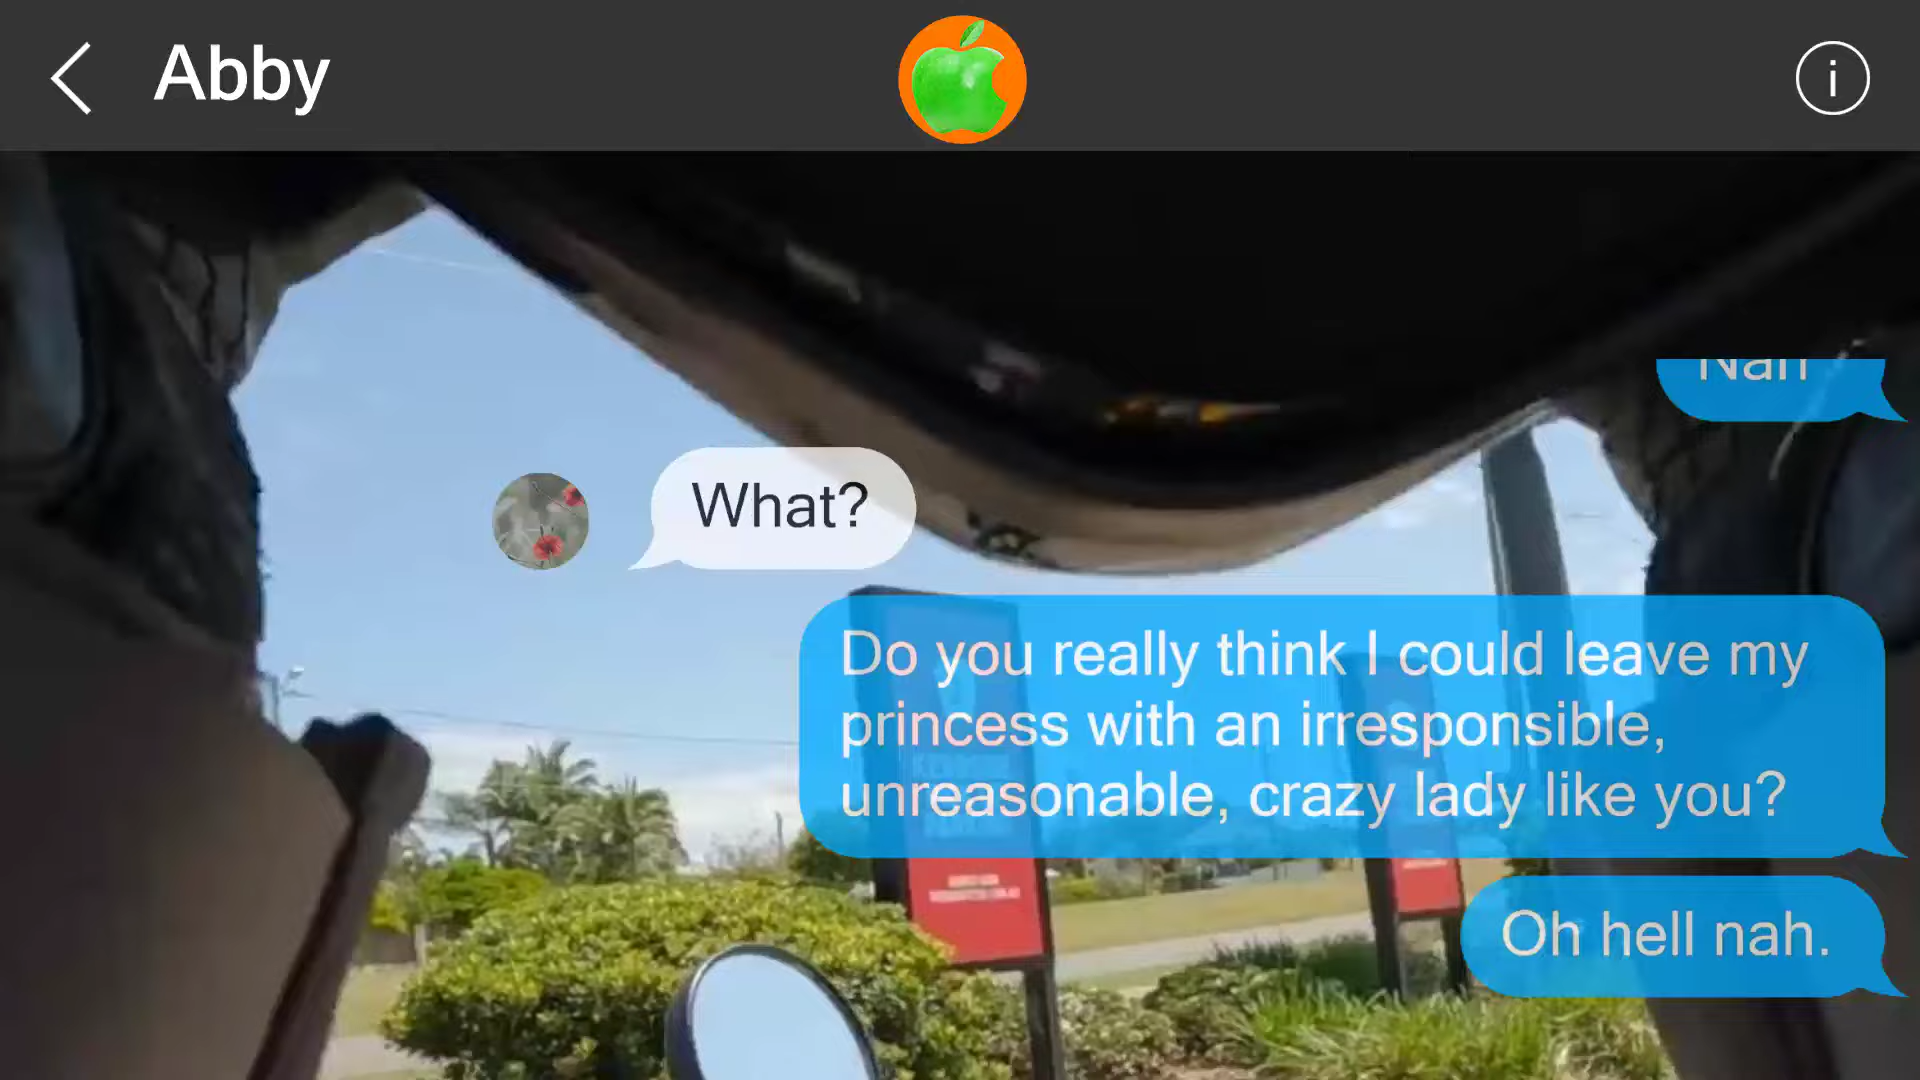 Abby
Nah
What?
Do you really think I could leave my
princess with an irresponsible,
unreasonable, crazy lady like you?
Oh hell nah.